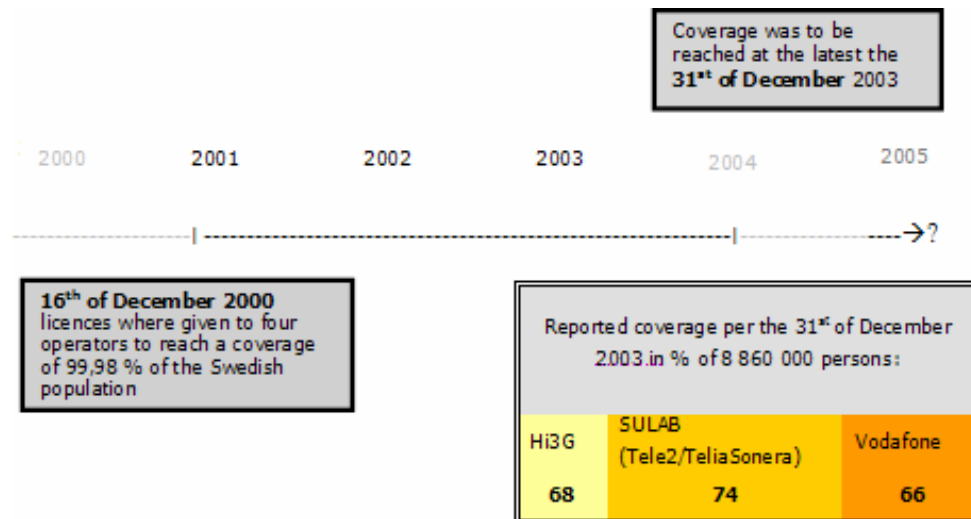 Coverage was to be
reached at the latest the
31st of December 2003
2000 2001 2002 2003 2004 2005
?
16th of December 2000
licences where given to four
operators to reach a coverage
of 99,98 % of the Swedish
population
Reported coverage per the 31st of December
2.003.in % of 8 860 000 persons:
Hi3G
68
SULAB
(Tele2/TeliaSonera)
74
Vodafone
66